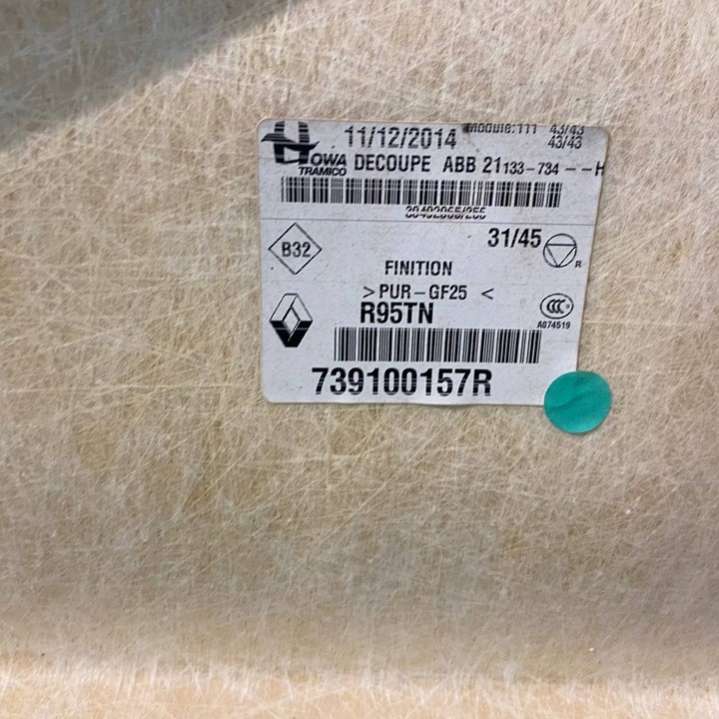 11/12/2014 Module:111 43/43
43/43
HOWA
TRAMICO
DECOUPE ABB 21133-734 - - H
31/45
B32
R
FINITION
>PUR-GF25 <
R95TN
CCC
A074519
739100157R